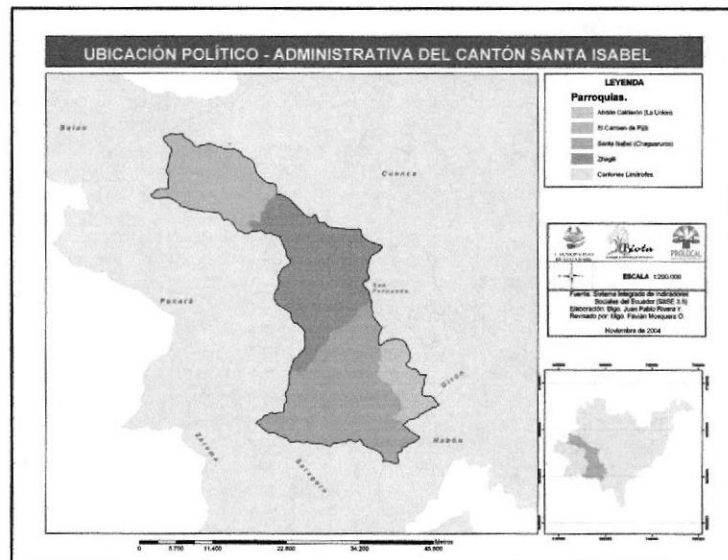 UBICACIÓN POLÍTICO - ADMINISTRATIVA DEL CANTÓN SANTA ISABEL
LEYENDA
Parroquias.
Abdón Calderón (La Unión)
El Carmen de Pijili
Santa Isabel (Chaguarurco)
Zhaglli
Cantones Limítrofes
Balao
Cuenca
San Fernando
Pucará
Girón
Nabón
Zaruma
Saraguro
Biota
PROLOCAL
ESCALA 1:200.000
Fuente: Sistema Integrado de Indicadores
Sociales del Ecuador (SIISE 3.5)
Elaboración: Blgo. Juan Pablo Rivera Y.
Revisado por: Blgo. Favián Mosquera O.
Noviembre de 2004
0 5.700 11.400 22.800 34.200 45.600